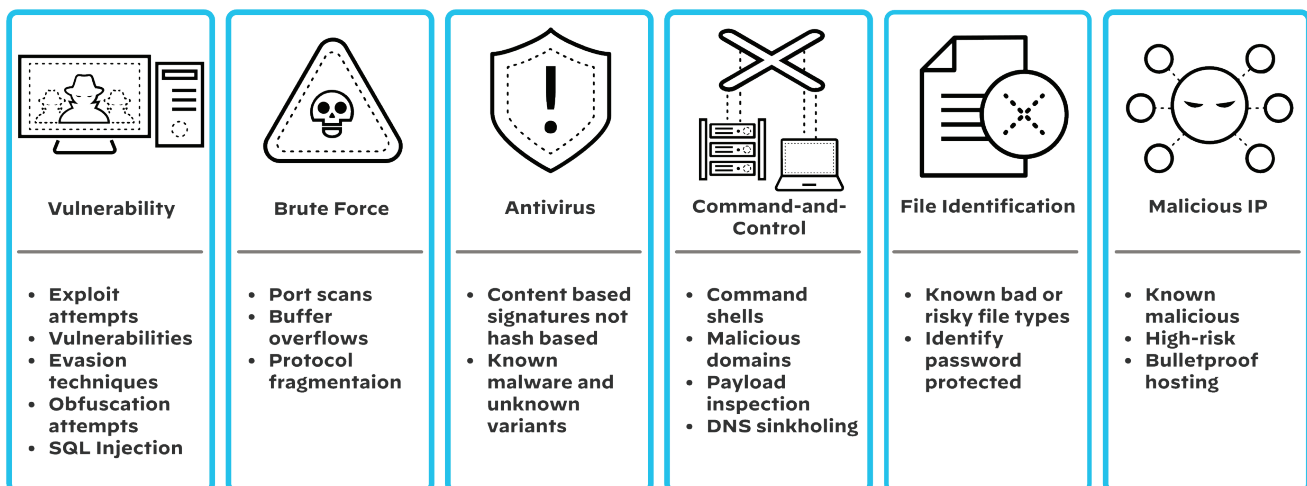 Vulnerability
• Exploit
attempts
• Vulnerabilities
• Evasion
techniques
• Obfuscation
attempts
• SQL Injection
Brute Force
• Port scans
• Buffer
overflows
• Protocol
fragmentaion
Antivirus
• Content based
signatures not
hash based
• Known
malware and
unknown
variants
Command-and-
Control
• Command
shells
• Malicious
domains
• Payload
inspection
• DNS sinkholing
File Identification
• Known bad or
risky file types
• Identify
password
protected
Malicious IP
• Known
malicious
• High-risk
• Bulletproof
hosting